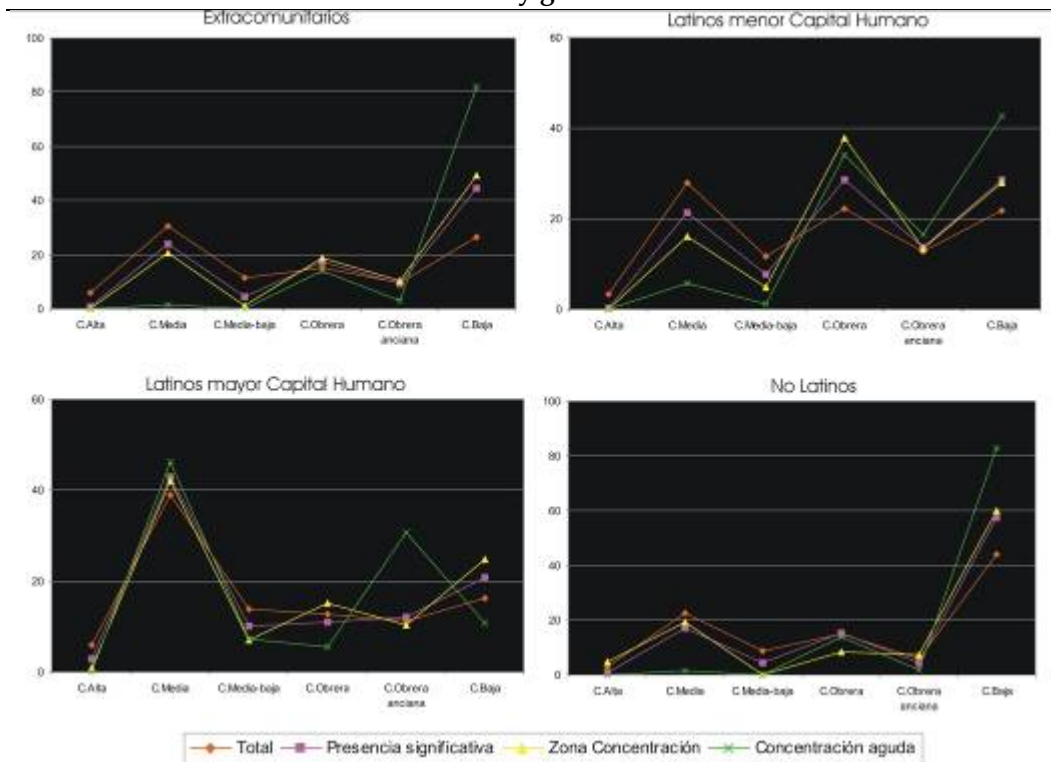 y g
Extracomunitarios
100
80
60
40
20
0
C.Alta C.Media C.Media-baja C.Obrera C.Obrera C.Baja
anciana
Latinos menor Capital Humano
60
40
20
0
C.Alta C.Media C.Media-baja C.Obrera C.Obrera C.Baja
anciana
Latinos mayor Capital Humano
60
40
20
0
C.Alta C.Media C.Media-baja C.Obrera C.Obrera C.Baja
anciana
No Latinos
100
80
60
40
20
0
C.Alta C.Media C.Media-baja C.Obrera C.Obrera C.Baja
anciana
Total Presencia significativa Zona Concentración Concentración aguda